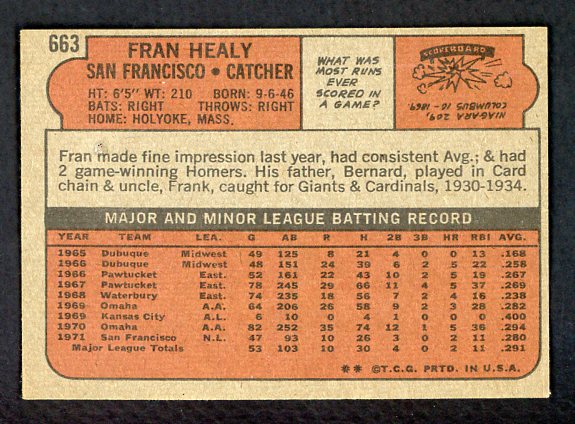 663
FRAN HEALY
SAN FRANCISCO • CATCHER
HT: 6'5" WT: 210 BORN: 9-6-46
BATS: RIGHT THROWS: RIGHT
HOME: HOLYOKE, MASS.
WHAT WAS
MOST RUNS
EVER
SCORED IN
A GAME?
SCOREBOARD
NIAGARA 209,
COLUMBUS 10 - 1869.
Fran made fine impression last year, had consistent Avg.; & had
2 game-winning Homers. His father, Bernard, played in Card
chain & uncle, Frank, caught for Giants & Cardinals, 1930-1934.
MAJOR AND MINOR LEAGUE BATTING RECORD
YEAR TEAM LEA. G AB R H 2B 3B HR RBI AVG.
1965 Dubuque Midwest 49 125 8 21 4 0 0 13 .168
1966 Dubuque Midwest 48 151 24 39 6 2 5 22 .258
1966 Pawtucket East. 52 161 22 43 10 2 5 19 .267
1967 Pawtucket East. 78 245 29 66 11 4 5 37 .269
1968 Waterbury East. 74 235 18 56 7 2 4 16 .238
1969 Omaha A.A. 64 206 26 58 9 2 3 28 .282
1969 Kansas City A.L. 6 10 0 4 1 0 0 0 .400
1970 Omaha A.A. 82 252 35 74 12 1 5 36 .294
1971 San Francisco N.L. 47 93 10 26 3 0 2 11 .280
Major League Totals 53 103 10 30 4 0 2 11 .291
** ©T.C.G. PRTD. IN U.S.A.